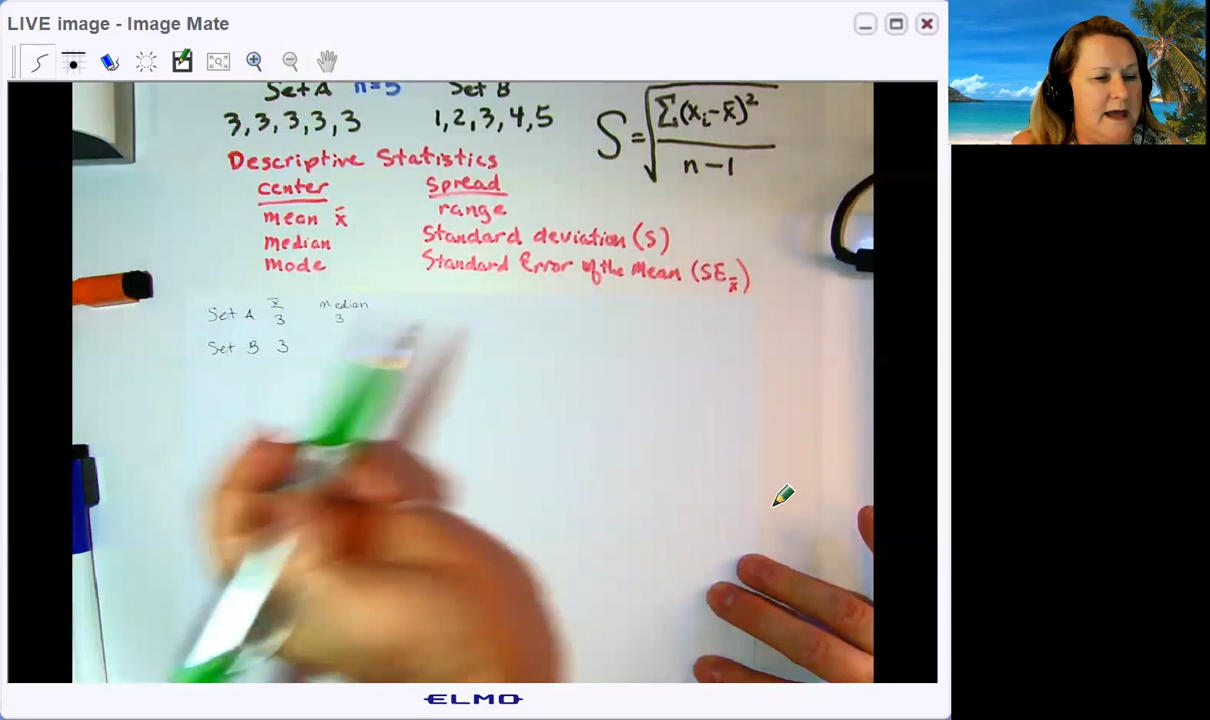 LIVE image - Image Mate
Set A n=5 Set B
3,3,3,3,3 1,2,3,4,5
S=√(∑(xᵢ-x̄)²/(n-1))
Descriptive Statistics
center Spread
mean x̄ range
median Standard deviation (S)
mode Standard Error of the Mean (SEx̄)
x̄ median
Set A 3 3
Set B 3
ELMO